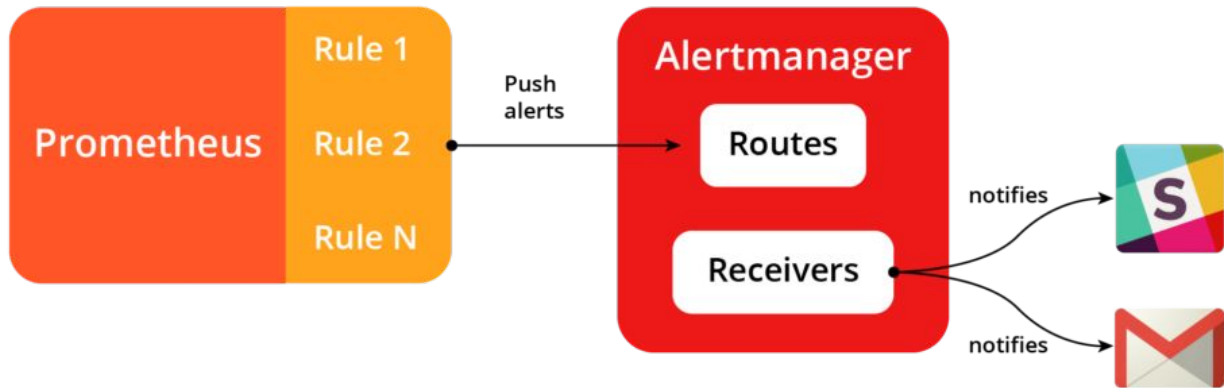 Prometheus
Rule 1
Rule 2
Rule N
Push
alerts
Alertmanager
Routes
Receivers
notifies
S
notifies